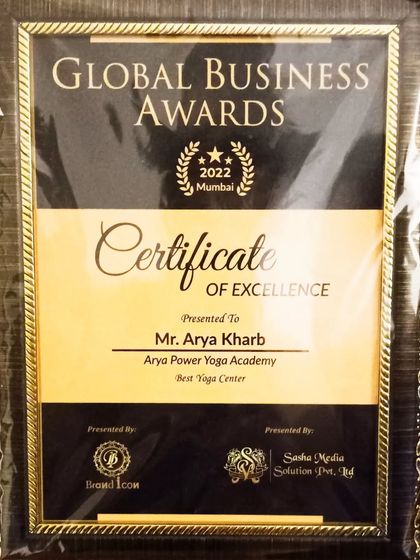 GLOBAL BUSINESS
AWARDS
2022
Mumbai
Certificate
OF EXCELLENCE
Presented To
Mr. Arya Kharb
Arya Power Yoga Academy
Best Yoga Center
Presented By:
Brand Icon
Presented By:
Sasha Media
Solution Pvt. Ltd